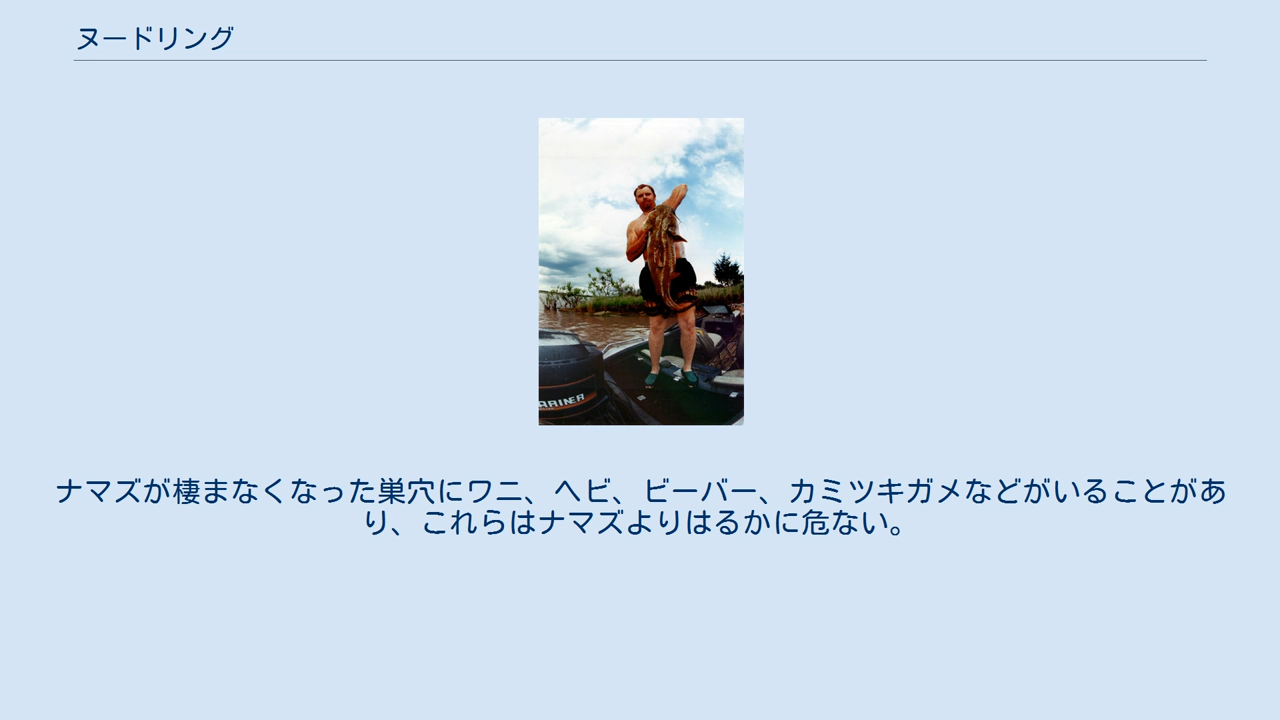 ヌードリング
ARINER
ナマズが棲まなくなった巣穴にワニ、ヘビ、ビーバー、カミツキガメなどがいることがあ
り、これらはナマズよりはるかに危ない。